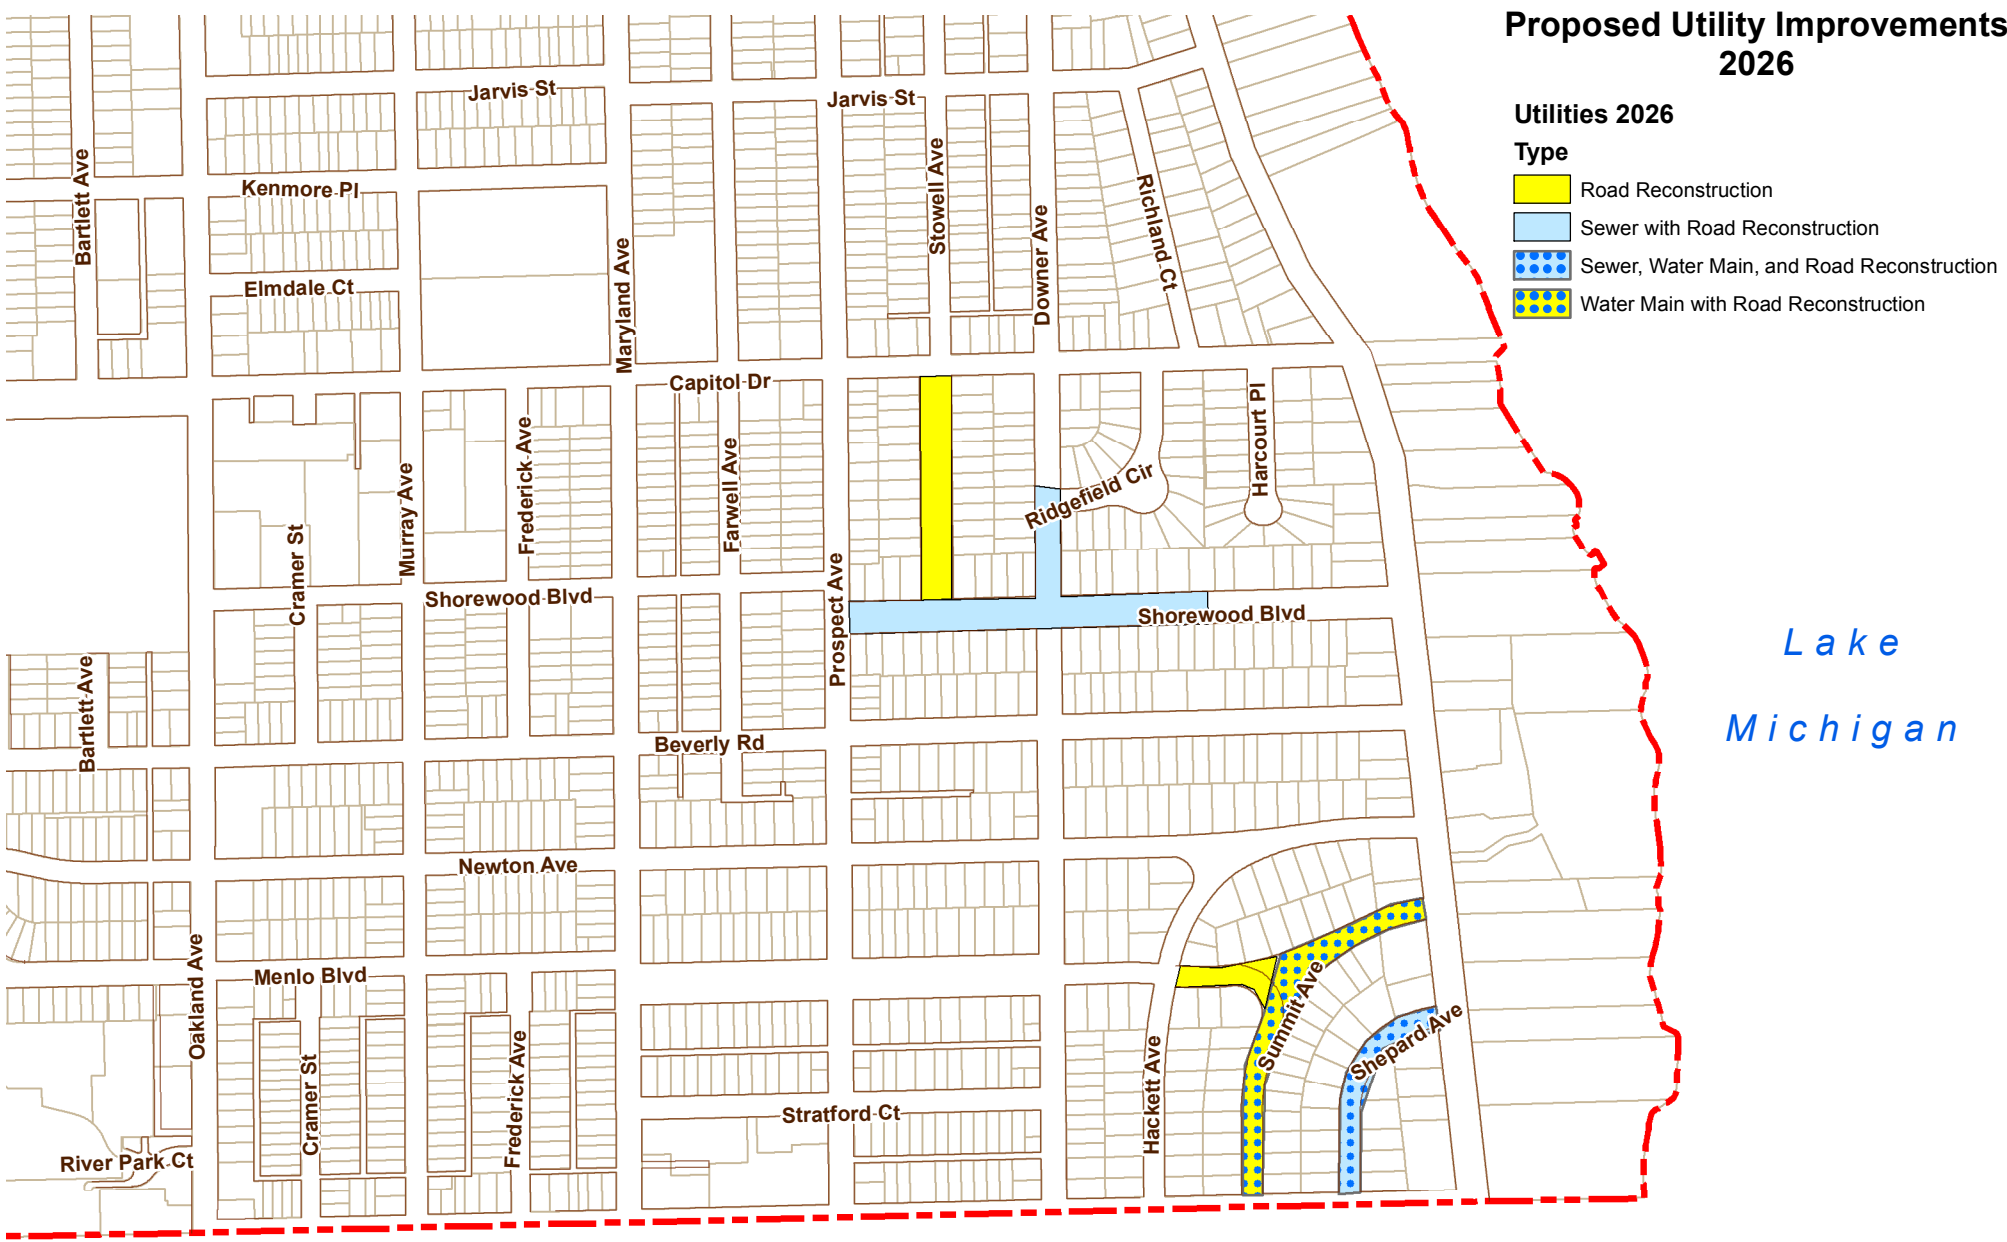 Proposed Utility Improvements
2026
Utilities 2026
Type
Road Reconstruction
Sewer with Road Reconstruction
Sewer, Water Main, and Road Reconstruction
Water Main with Road Reconstruction
Jarvis St
Jarvis St
Bartlett Ave
Kenmore Pl
Stowell Ave
Richland Ct
Downer Ave
Maryland Ave
Elmdale Ct
Capitol Dr
Harcourt Pl
Frederick Ave
Farwell Ave
Murray Ave
Ridgefield Cir
Cramer St
Prospect Ave
Shorewood Blvd
Shorewood Blvd
Lake
Michigan
Bartlett Ave
Beverly Rd
Newton Ave
Oakland Ave
Menlo Blvd
Summit Ave
Shepard Ave
Hackett Ave
Cramer St
Frederick Ave
Stratford Ct
River Park Ct